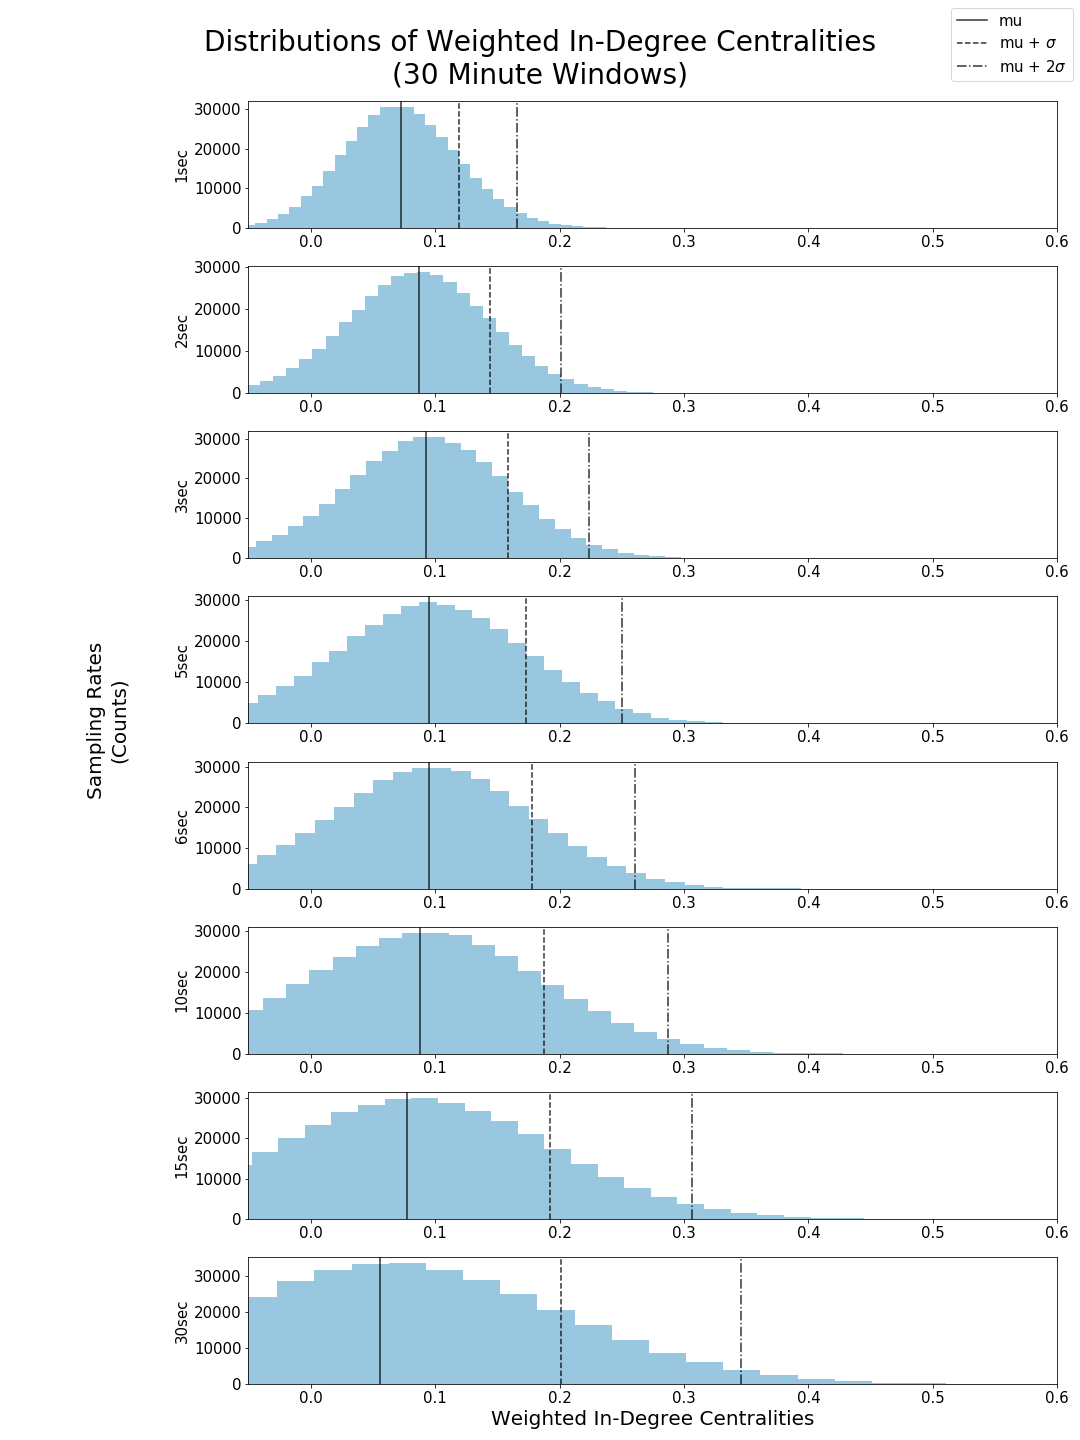 Distributions of Weighted In-Degree Centralities
(30 Minute Windows)
mu
mu + σ
mu + 2σ
Sampling Rates
(Counts)
1sec
30000
20000
10000
0
0.0 0.1 0.2 0.3 0.4 0.5 0.6
2sec
30000
20000
10000
0
0.0 0.1 0.2 0.3 0.4 0.5 0.6
3sec
30000
20000
10000
0
0.0 0.1 0.2 0.3 0.4 0.5 0.6
5sec
30000
20000
10000
0
0.0 0.1 0.2 0.3 0.4 0.5 0.6
6sec
30000
20000
10000
0
0.0 0.1 0.2 0.3 0.4 0.5 0.6
10sec
30000
20000
10000
0
0.0 0.1 0.2 0.3 0.4 0.5 0.6
15sec
30000
20000
10000
0
0.0 0.1 0.2 0.3 0.4 0.5 0.6
30sec
30000
20000
10000
0
0.0 0.1 0.2 0.3 0.4 0.5 0.6
Weighted In-Degree Centralities